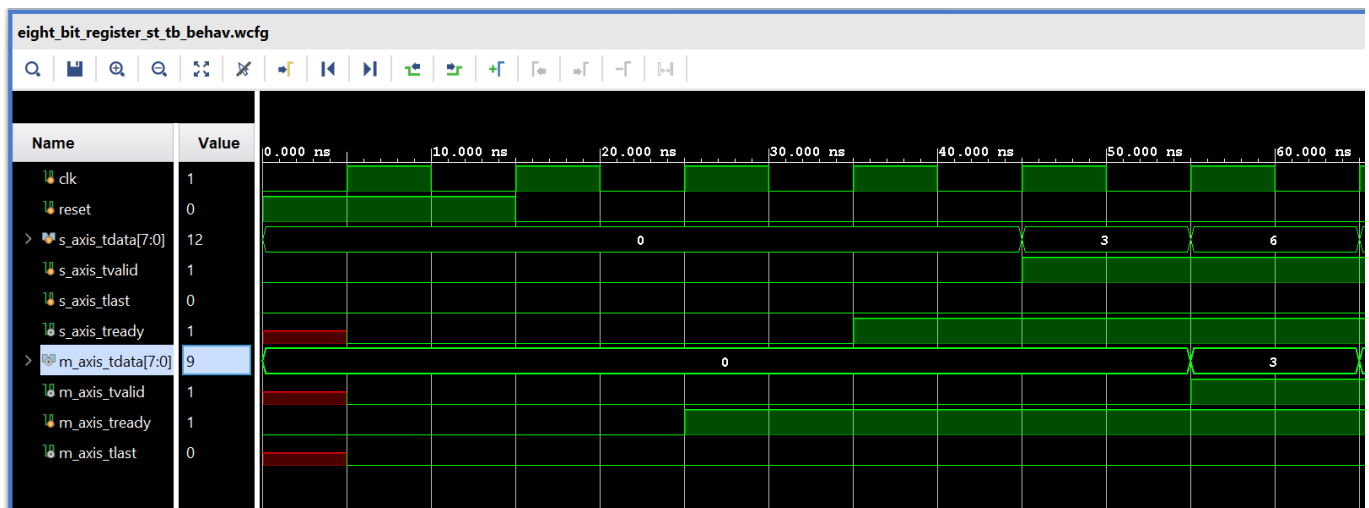 eight_bit_register_st_tb_behav.wcfg
Name Value
0.000 ns 10.000 ns 20.000 ns 30.000 ns 40.000 ns 50.000 ns 60.000 ns
clk 1
reset 0
s_axis_tdata[7:0] 12 0 3 6
s_axis_tvalid 1
s_axis_tlast 0
s_axis_tready 1
m_axis_tdata[7:0] 9 0 3
m_axis_tvalid 1
m_axis_tready 1
m_axis_tlast 0